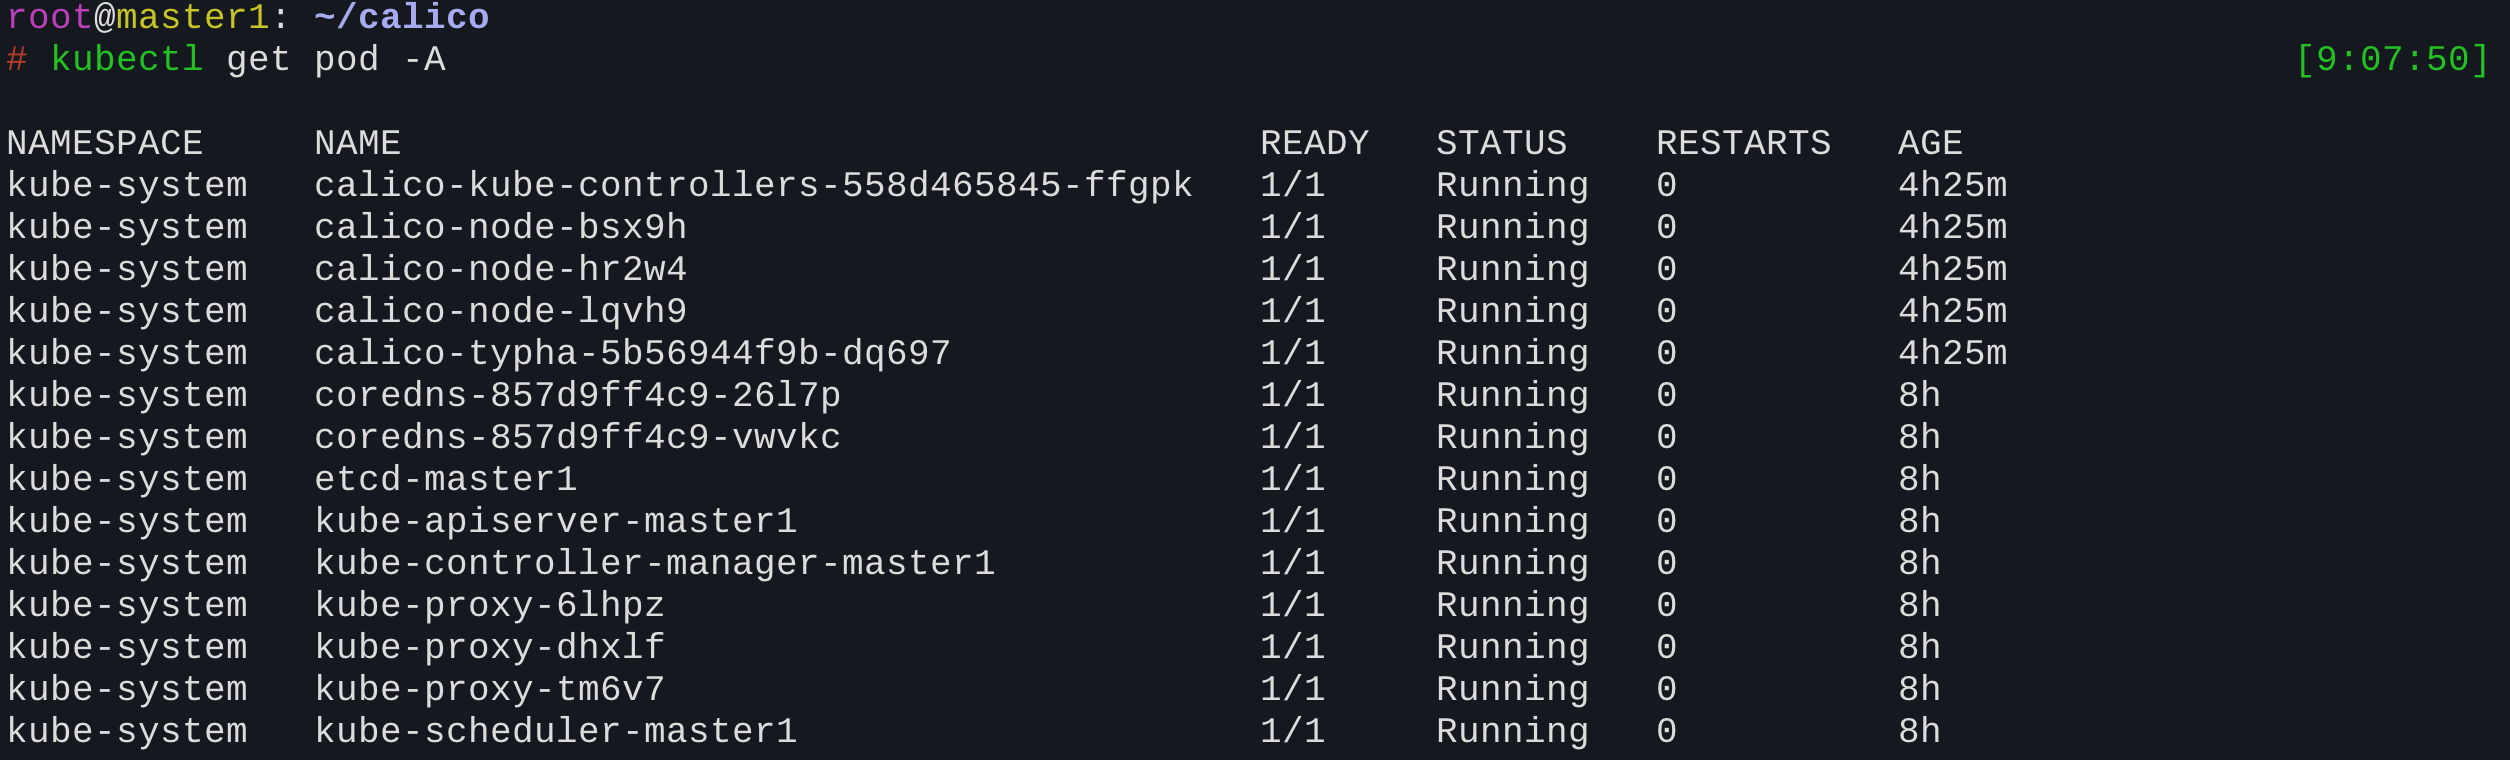 root@master1: ~/calico
# kubectl get pod -A [9:07:50]
NAMESPACE NAME READY STATUS RESTARTS AGE
kube-system calico-kube-controllers-558d465845-ffgpk 1/1 Running 0 4h25m
kube-system calico-node-bsx9h 1/1 Running 0 4h25m
kube-system calico-node-hr2w4 1/1 Running 0 4h25m
kube-system calico-node-lqvh9 1/1 Running 0 4h25m
kube-system calico-typha-5b56944f9b-dq697 1/1 Running 0 4h25m
kube-system coredns-857d9ff4c9-26l7p 1/1 Running 0 8h
kube-system coredns-857d9ff4c9-vwvkc 1/1 Running 0 8h
kube-system etcd-master1 1/1 Running 0 8h
kube-system kube-apiserver-master1 1/1 Running 0 8h
kube-system kube-controller-manager-master1 1/1 Running 0 8h
kube-system kube-proxy-6lhpz 1/1 Running 0 8h
kube-system kube-proxy-dhxlf 1/1 Running 0 8h
kube-system kube-proxy-tm6v7 1/1 Running 0 8h
kube-system kube-scheduler-master1 1/1 Running 0 8h